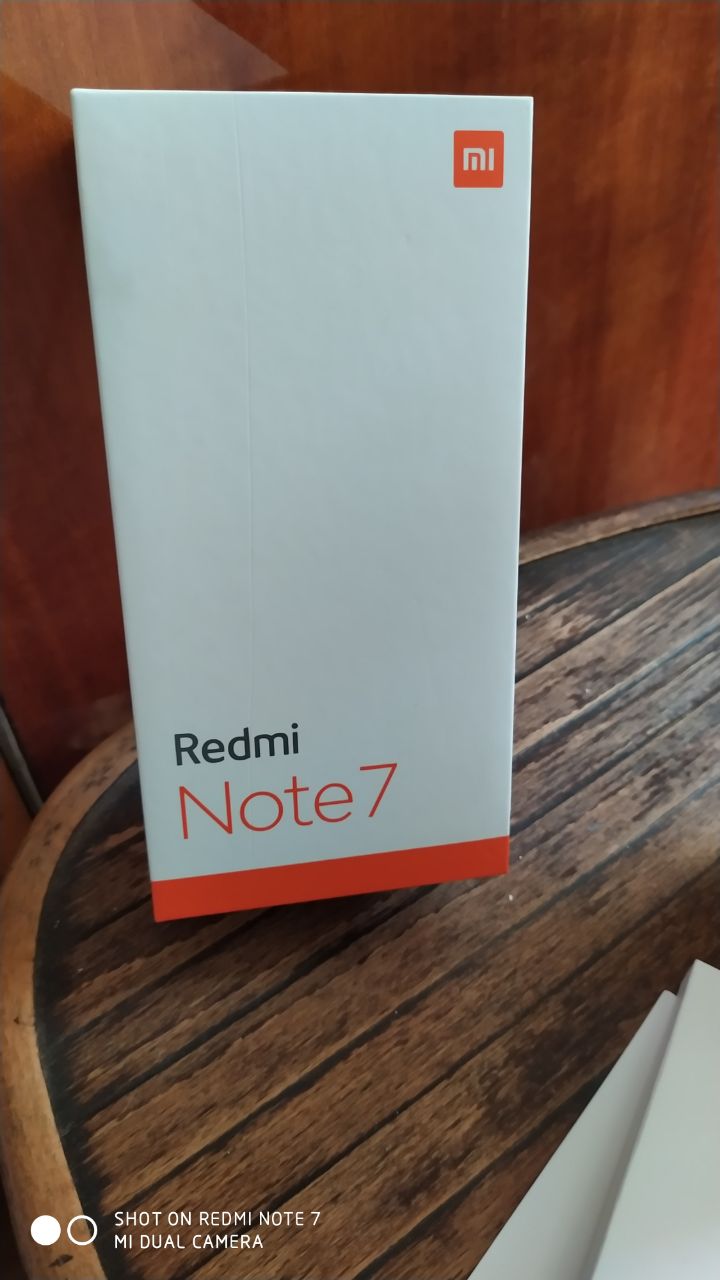 mi
Redmi
Note 7
SHOT ON REDMI NOTE 7
MI DUAL CAMERA